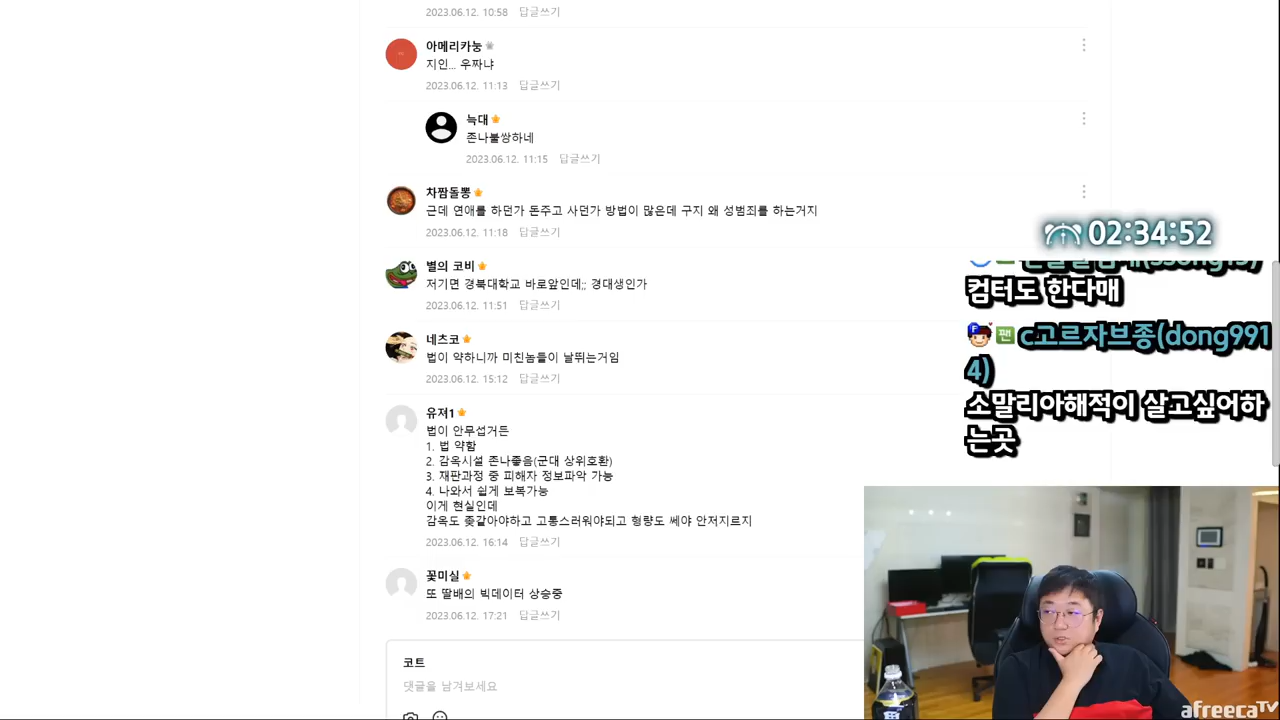 2023.06.12. 10:58 답글쓰기
아메리카눙
지인... 우짜냐
2023.06.12. 11:13 답글쓰기
늑대
존나불쌍하네
2023.06.12. 11:15 답글쓰기
차짬돌뽕
근데 연애를 하던가 돈주고 사던가 방법이 많은데 구지 왜 성범죄를 하는거지
2023.06.12. 11:18 답글쓰기
별의 코비
저기면 경북대학교 바로앞인데;; 경대생인가
2023.06.12. 11:51 답글쓰기
네츠코
법이 약하니까 미친놈들이 날뛰는거임
2023.06.12. 15:12 답글쓰기
유져1
법이 안무섭거든
1. 법 약함
2. 감옥시설 존나좋음(군대 상위호환)
3. 재판과정 중 피해자 정보파악 가능
4. 나와서 쉽게 보복가능
이게 현실인데
감옥도 좆같아야하고 고통스러워야되고 형량도 쎄야 안저지르지
2023.06.12. 16:14 답글쓰기
꽃미실
또 딸배의 빅데이터 상승중
2023.06.12. 17:21 답글쓰기
코트
댓글을 남겨보세요
02:34:52
컴터도 한다매
F 팬 c고르자브종(dong991
4)
소말리아해적이 살고싶어하
는곳
afreecaTV